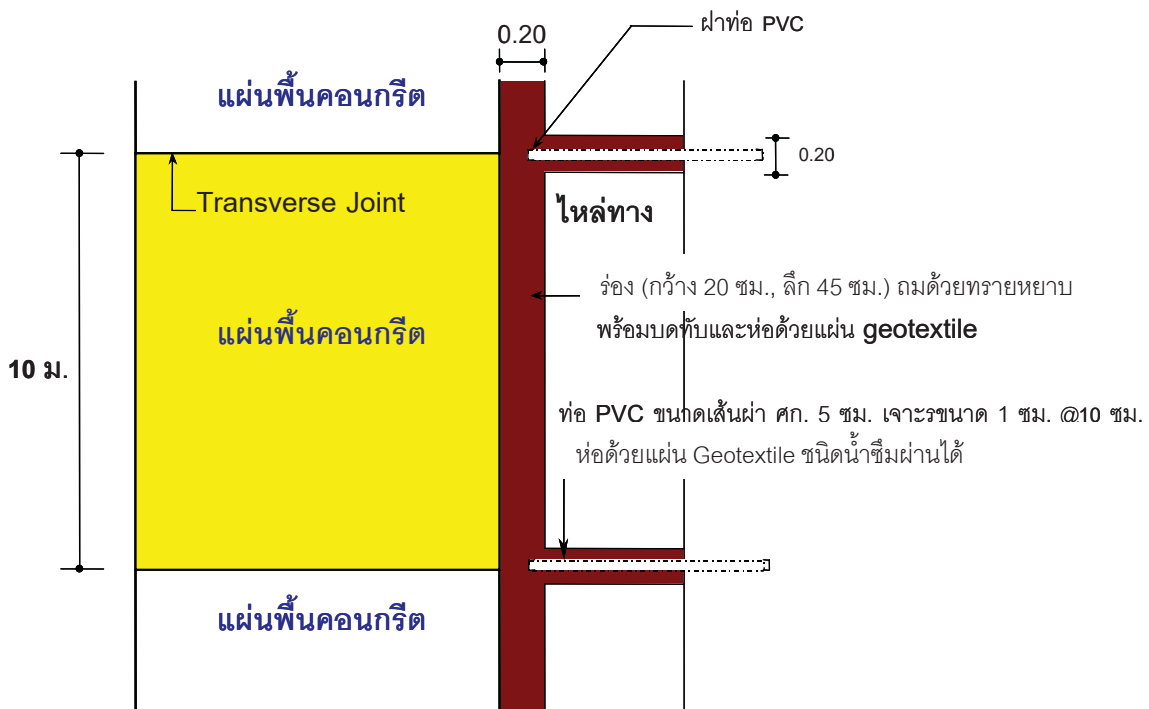 ฝาท่อ PVC
0.20
แผ่นพื้นคอนกรีต
0.20
Transverse Joint
ไหล่ทาง
ร่อง (กว้าง 20 ซม., ลึก 45 ซม.) ถมด้วยทรายหยาบ
พร้อมบดทับและห่อด้วยแผ่น geotextile
แผ่นพื้นคอนกรีต
10 ม.
ท่อ PVC ขนาดเส้นผ่า ศก. 5 ซม. เจาะรขนาด 1 ซม. @10 ซม.
ห่อด้วยแผ่น Geotextile ชนิดน้ำซึมผ่านได้
แผ่นพื้นคอนกรีต